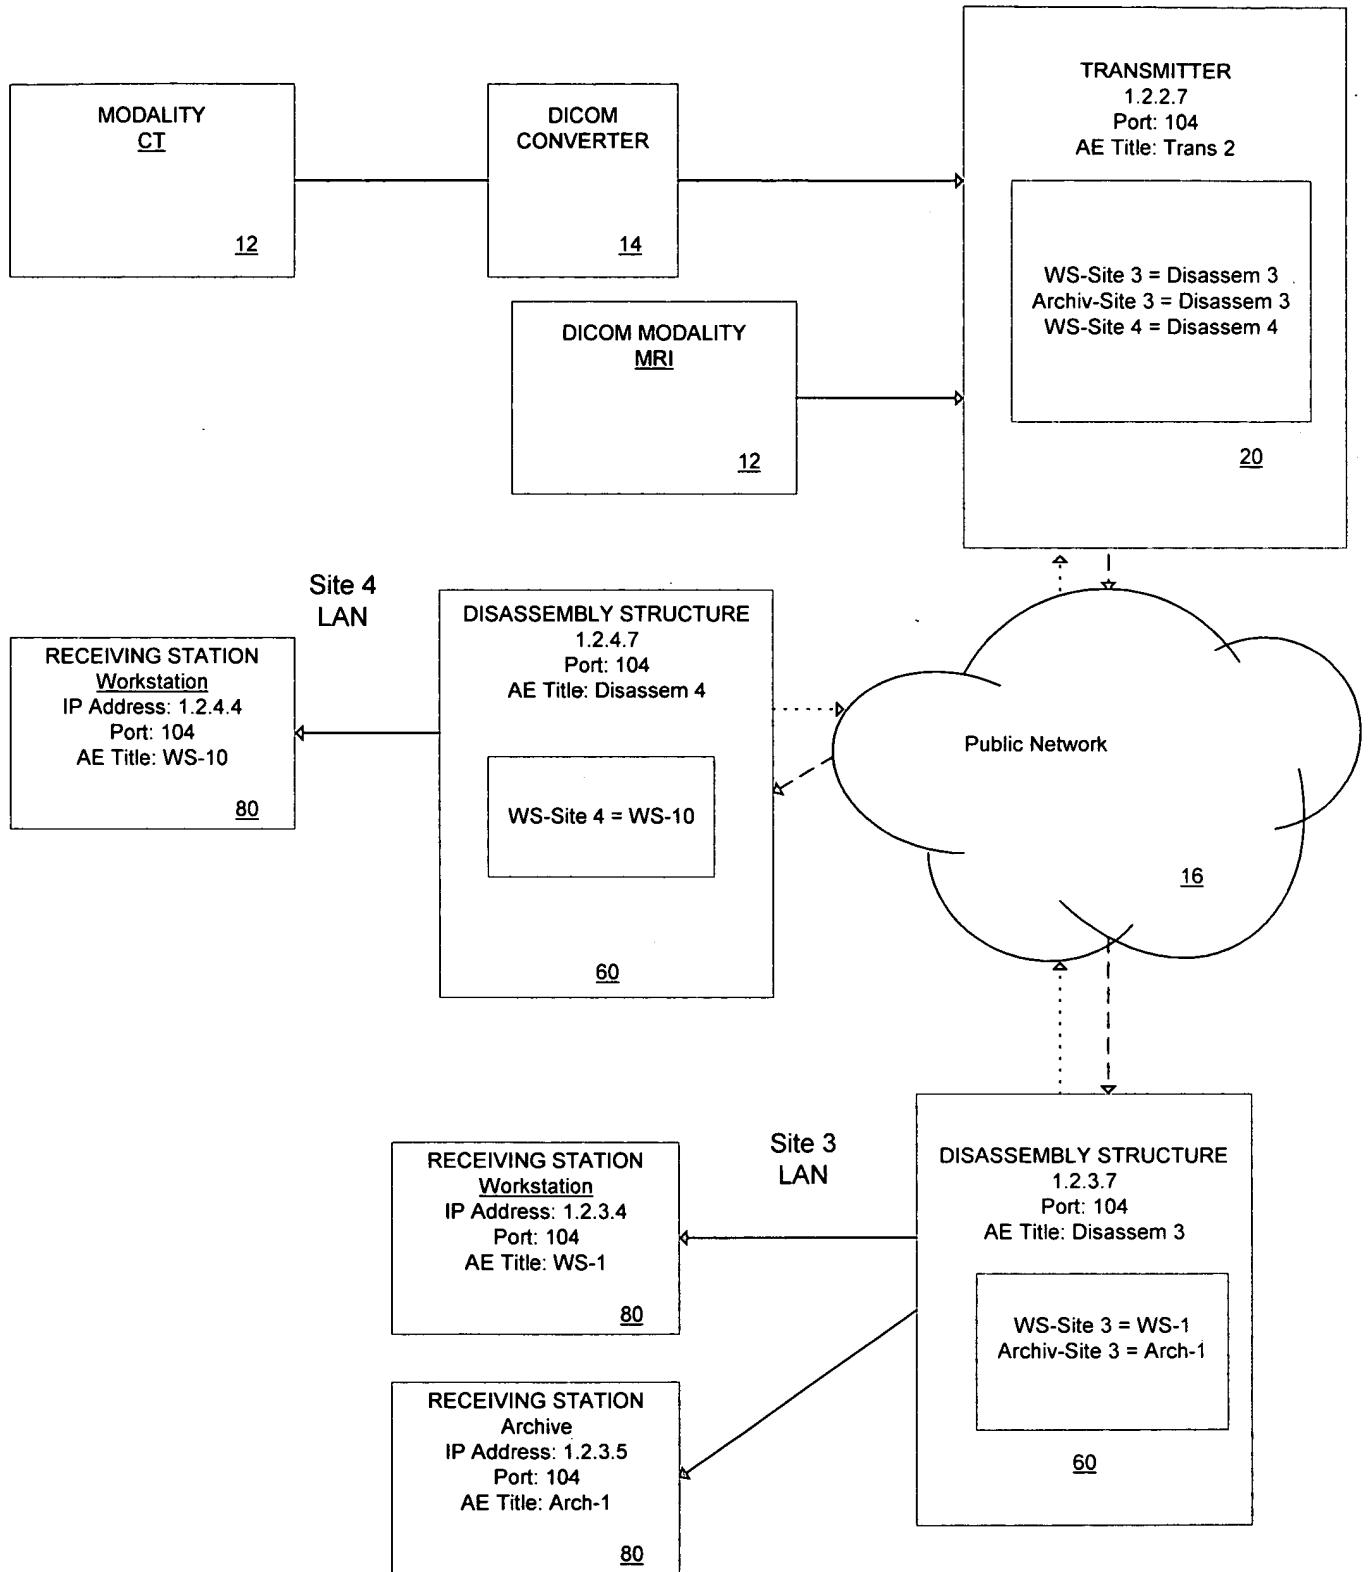 MODALITY
CT
12
DICOM
CONVERTER
14
TRANSMITTER
1.2.2.7
Port: 104
AE Title: Trans 2
WS-Site 3 = Disassem 3
Archiv-Site 3 = Disassem 3
WS-Site 4 = Disassem 4
20
DICOM MODALITY
MRI
12
Site 4
LAN
RECEIVING STATION
Workstation
IP Address: 1.2.4.4
Port: 104
AE Title: WS-10
80
DISASSEMBLY STRUCTURE
1.2.4.7
Port: 104
AE Title: Disassem 4
WS-Site 4 = WS-10
60
Public Network
16
Site 3
LAN
RECEIVING STATION
Workstation
IP Address: 1.2.3.4
Port: 104
AE Title: WS-1
80
DISASSEMBLY STRUCTURE
1.2.3.7
Port: 104
AE Title: Disassem 3
WS-Site 3 = WS-1
Archiv-Site 3 = Arch-1
60
RECEIVING STATION
Archive
IP Address: 1.2.3.5
Port: 104
AE Title: Arch-1
80